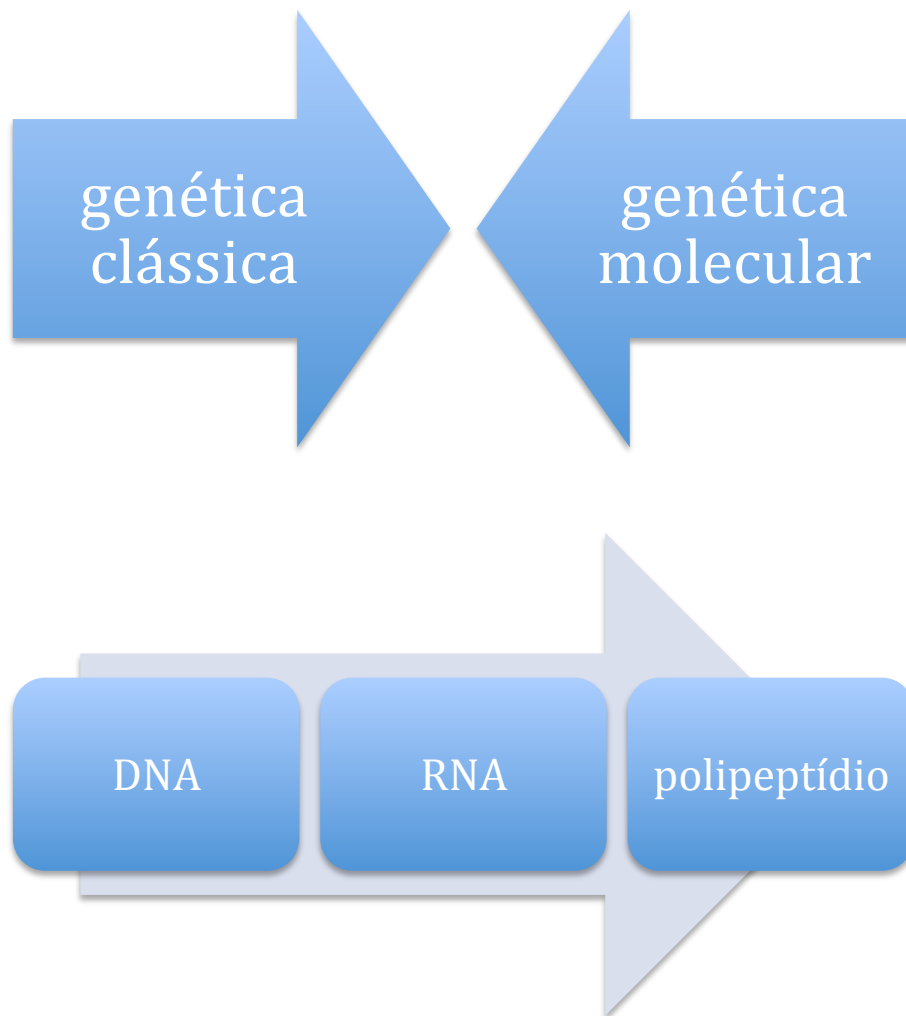 genética
clássica
genética
molecular
DNA
RNA
polipeptídio